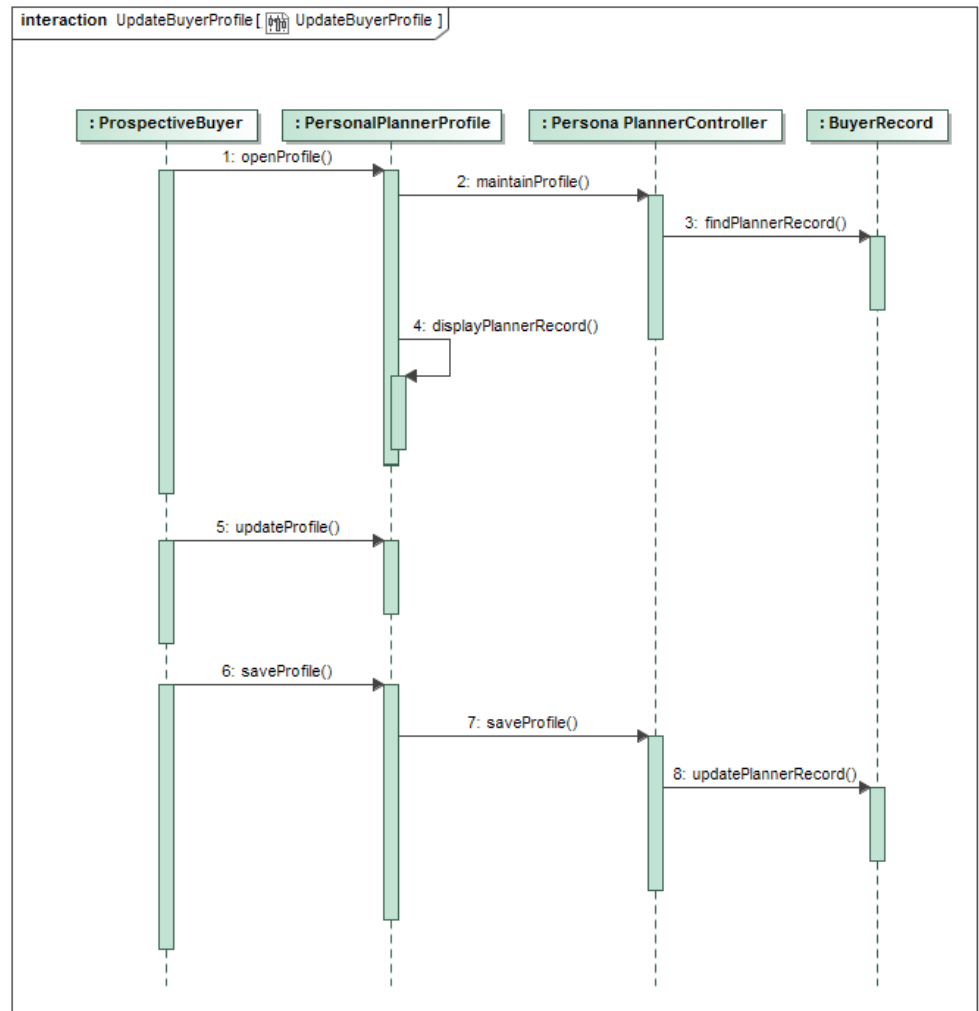 interaction UpdateBuyerProfile[ UpdateBuyerProfile ]
: ProspectiveBuyer
: PersonalPlannerProfile
: Persona PlannerController
: BuyerRecord
1: openProfile()
2: maintainProfile()
3: findPlannerRecord()
4: displayPlannerRecord()
5: updateProfile()
6: saveProfile()
7: saveProfile()
8: updatePlannerRecord()